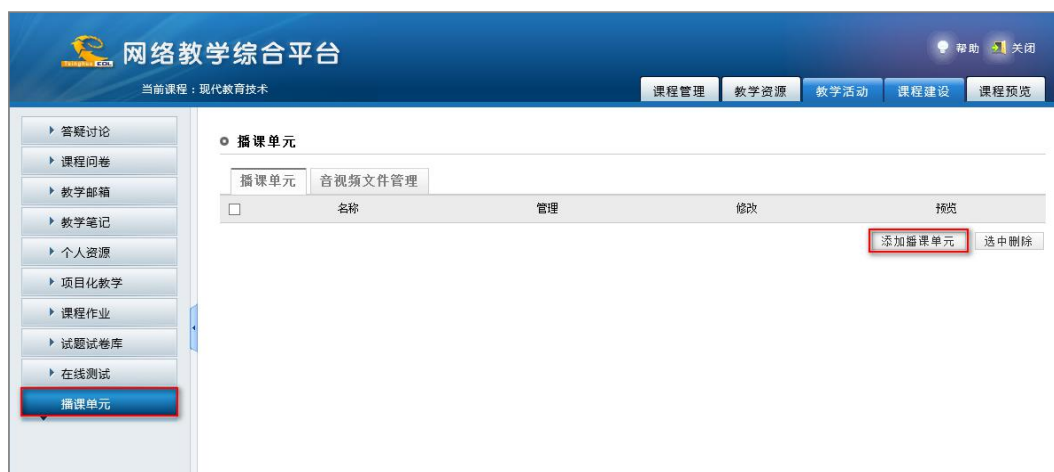 网络教学综合平台
帮助 关闭
当前课程：现代教育技术
课程管理 教学资源 教学活动 课程建设 课程预览
答疑讨论
课程问卷
教学邮箱
教学笔记
个人资源
项目化教学
课程作业
试题试卷库
在线测试
播课单元
播课单元
播课单元 音视频文件管理
名称 管理 修改 预览
添加播课单元 选中删除